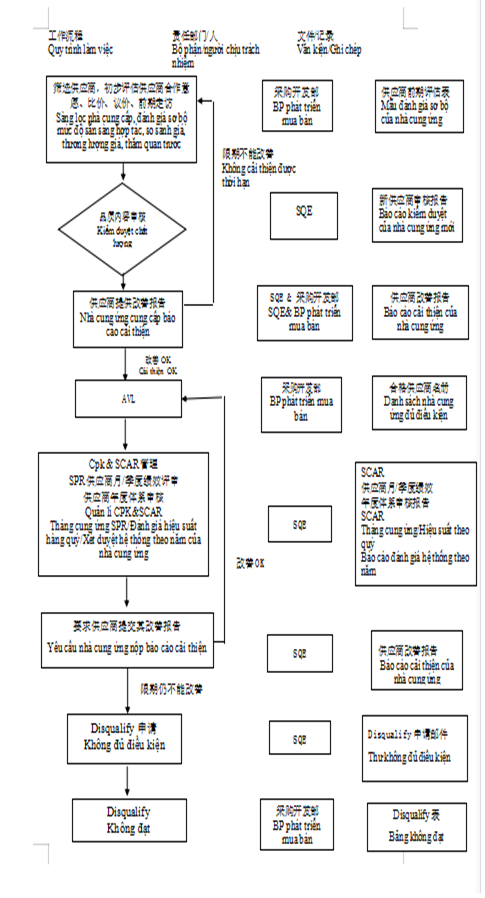 工作流程
Quy trình làm việc
责任部门/人
Bộ phận/người chịu trách
nhiệm
文件/记录
Văn kiện/Ghi chép
筛选供应商，初步评估供应商合作意
愿、比价、议价、前期走访
Sàng lọc nhà cung cấp, đánh giá sơ bộ
mức độ sẵn sàng hợp tác, so sánh giá,
thương lượng giá, thăm quan trước
采购开发部
BP phát triển
mua bán
供应商前期评估表
Mẫu đánh giá sơ bộ
của nhà cung ứng
限期不能改善
Không cải thiện được
thời hạn
品质内容审核
Kiểm duyệt chất
lượng
SQE
新供应商审核报告
Báo cáo kiểm duyệt
của nhà cung ứng mới
供应商提供改善报告
Nhà cung ứng cung cấp báo
cáo cải thiện
SQE & 采购开发部
SQE& BP phát triển
mua bán
供应商改善报告
Báo cáo cải thiện của
nhà cung ứng
改善 OK
Cải thiện OK
AVL
采购开发部
BP phát triển mua
bán
合格供应商名册
Danh sách nhà cung
ứng đủ điều kiện
Cpk & SCAR 管理
SPR 供应商月/季度绩效评审
供应商年度体系审核
Quản lí CPK &SCAR
Tháng cung ứng SPR/Đánh giá hiệu suất
hàng quý/Xét duyệt hệ thống theo năm của
nhà cung ứng
SQE
SCAR
供应商月/季度绩效
年度体系审核报告
SCAR
Tháng cung ứng/Hiệu suất theo
quý
Báo cáo đánh giá hệ thống theo
năm
改善 OK
要求供应商提交其改善报告
Yêu cầu nhà cung ứng nộp báo cáo cải thiện
SQE
供应商改善报告
Báo cáo cải thiện của
nhà cung ứng
限期仍不能改善
Disqualify 申请
Không đủ điều kiện
SQE
Disqualify 申请邮件
Thư không đủ điều kiện
Disqualify
Không đạt
采购开发部
BP phát triển
mua bán
Disqualify 表
Bảng không đạt